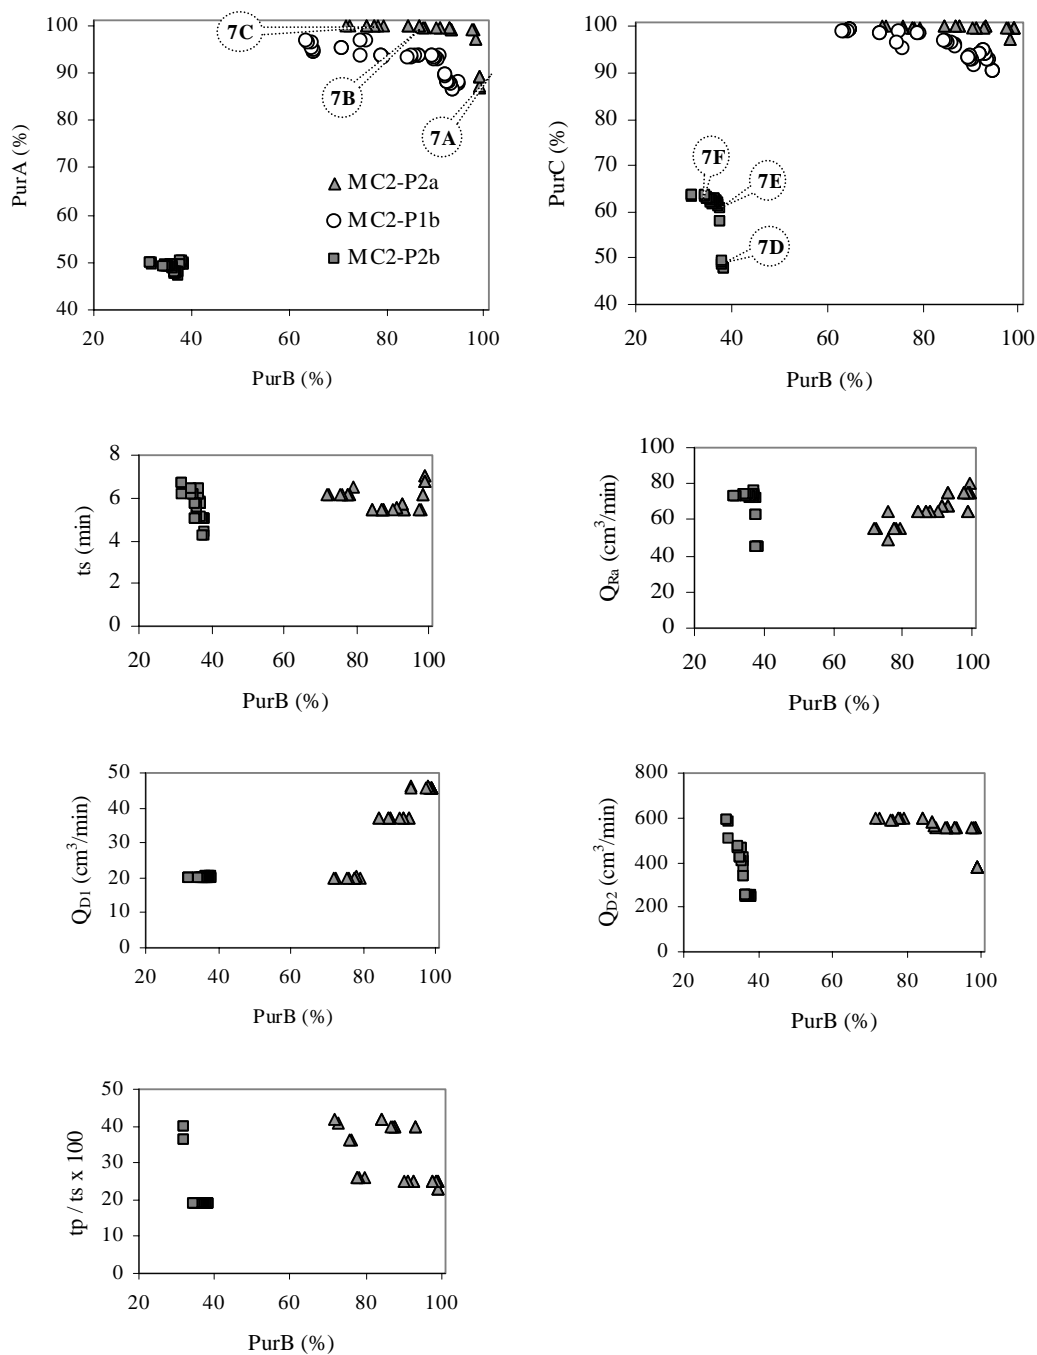 100
90
80
70
60
50
40
20 40 60 80 100
PurA (%)
PurB (%)
7C
7B
7A
MC2-P2a
MC2-P1b
MC2-P2b
100
90
80
70
60
50
40
20 40 60 80 100
PurC (%)
PurB (%)
7F
7E
7D
8
6
4
2
0
20 40 60 80 100
ts (min)
PurB (%)
100
80
60
40
20
0
20 40 60 80 100
QRa (cm³/min)
PurB (%)
50
40
30
20
10
0
20 40 60 80 100
QD1 (cm³/min)
PurB (%)
800
600
400
200
0
20 40 60 80 100
QD2 (cm³/min)
PurB (%)
50
40
30
20
10
0
20 40 60 80 100
tp / ts x 100
PurB (%)